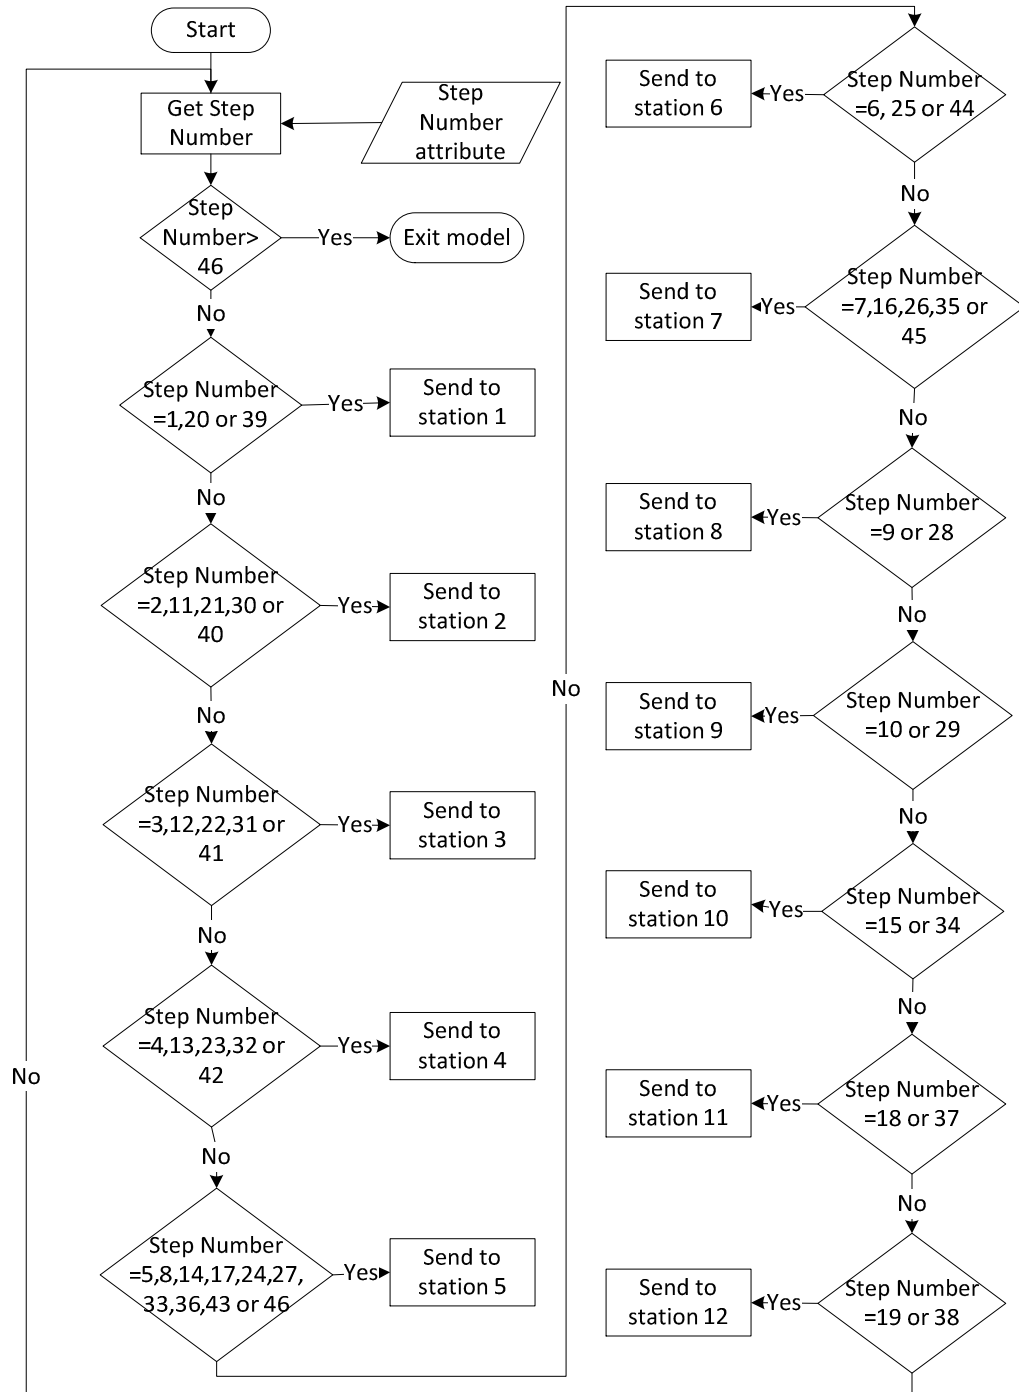 Start
Get Step
Number
Step
Number
attribute
Step
Number>
46
Yes
Exit model
No
Step Number
=1,20 or 39
Yes
Send to
station 1
No
Step Number
=2,11,21,30 or
40
Yes
Send to
station 2
No
Step Number
=3,12,22,31 or
41
Yes
Send to
station 3
No
Step Number
=4,13,23,32 or
42
Yes
Send to
station 4
No
Step Number
=5,8,14,17,24,27,
33,36,43 or 46
Yes
Send to
station 5
No
No
Step Number
=6, 25 or 44
Yes
Send to
station 6
No
Step Number
=7,16,26,35 or
45
Yes
Send to
station 7
No
Step Number
=9 or 28
Yes
Send to
station 8
No
Step Number
=10 or 29
Yes
Send to
station 9
No
Step Number
=15 or 34
Yes
Send to
station 10
No
Step Number
=18 or 37
Yes
Send to
station 11
No
Step Number
=19 or 38
Yes
Send to
station 12